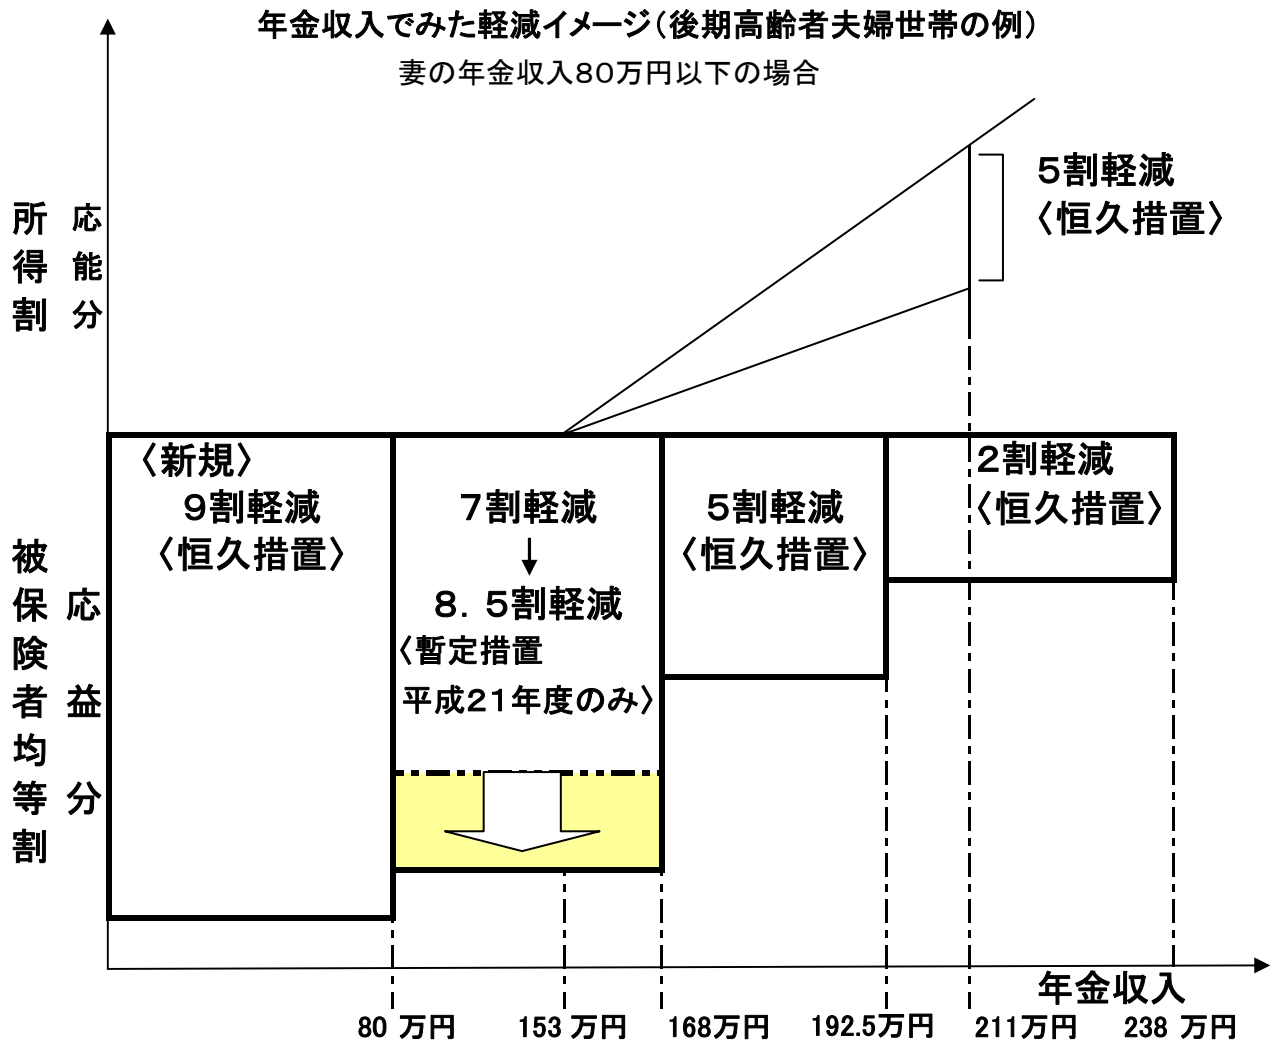 年金収入でみた軽減イメージ（後期高齢者夫婦世帯の例）
妻の年金収入８０万円以下の場合
所得割
応能分
５割軽減
〈恒久措置〉
〈新規〉
９割軽減
〈恒久措置〉
７割軽減
↓
８．５割軽減
〈暫定措置
平成２１年度のみ〉
５割軽減
〈恒久措置〉
２割軽減
〈恒久措置〉
被保険者均等割
応益分
年金収入
80 万円
153 万円
168万円
192.5万円
211万円
238 万円